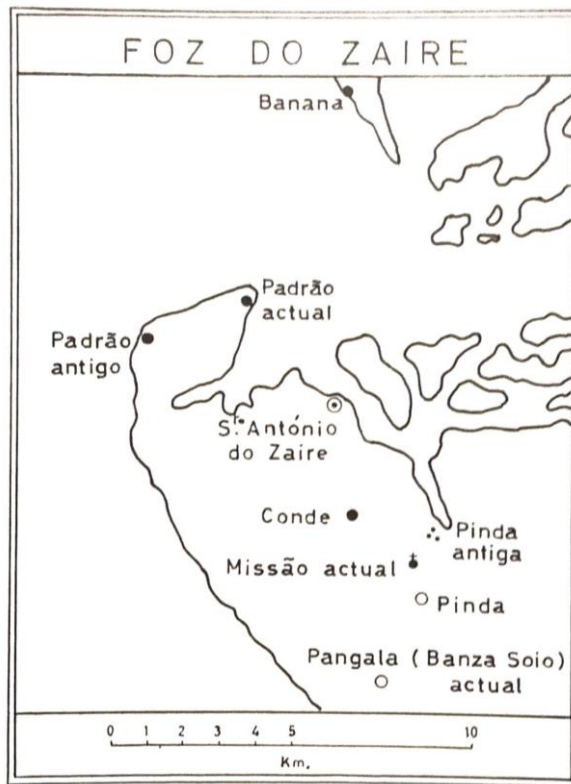 FOZ DO ZAIRE
Banana
Padrão
actual
Padrão
antigo
Sto. António
do Zaire
Conde
Pinda
antiga
Missão actual
Pinda
Pangala (Banza Soio)
actual
0 1 2 3 4 5 10
Km.